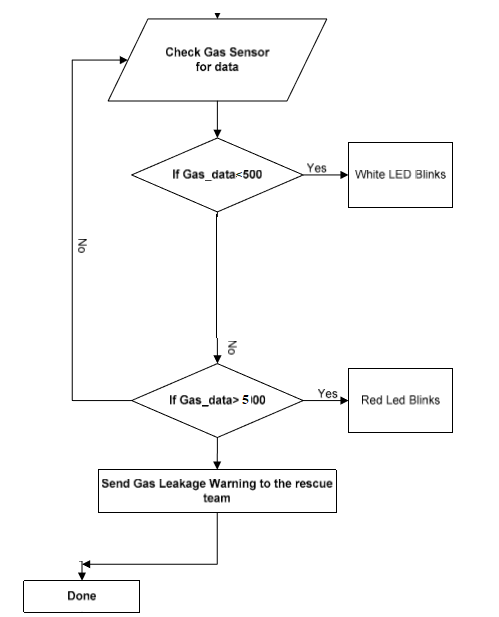 Check Gas Sensor
for data
If Gas_data<500
Yes
White LED Blinks
No
No
If Gas_data> 500
Yes
Red Led Blinks
Send Gas Leakage Warning to the rescue
team
Done